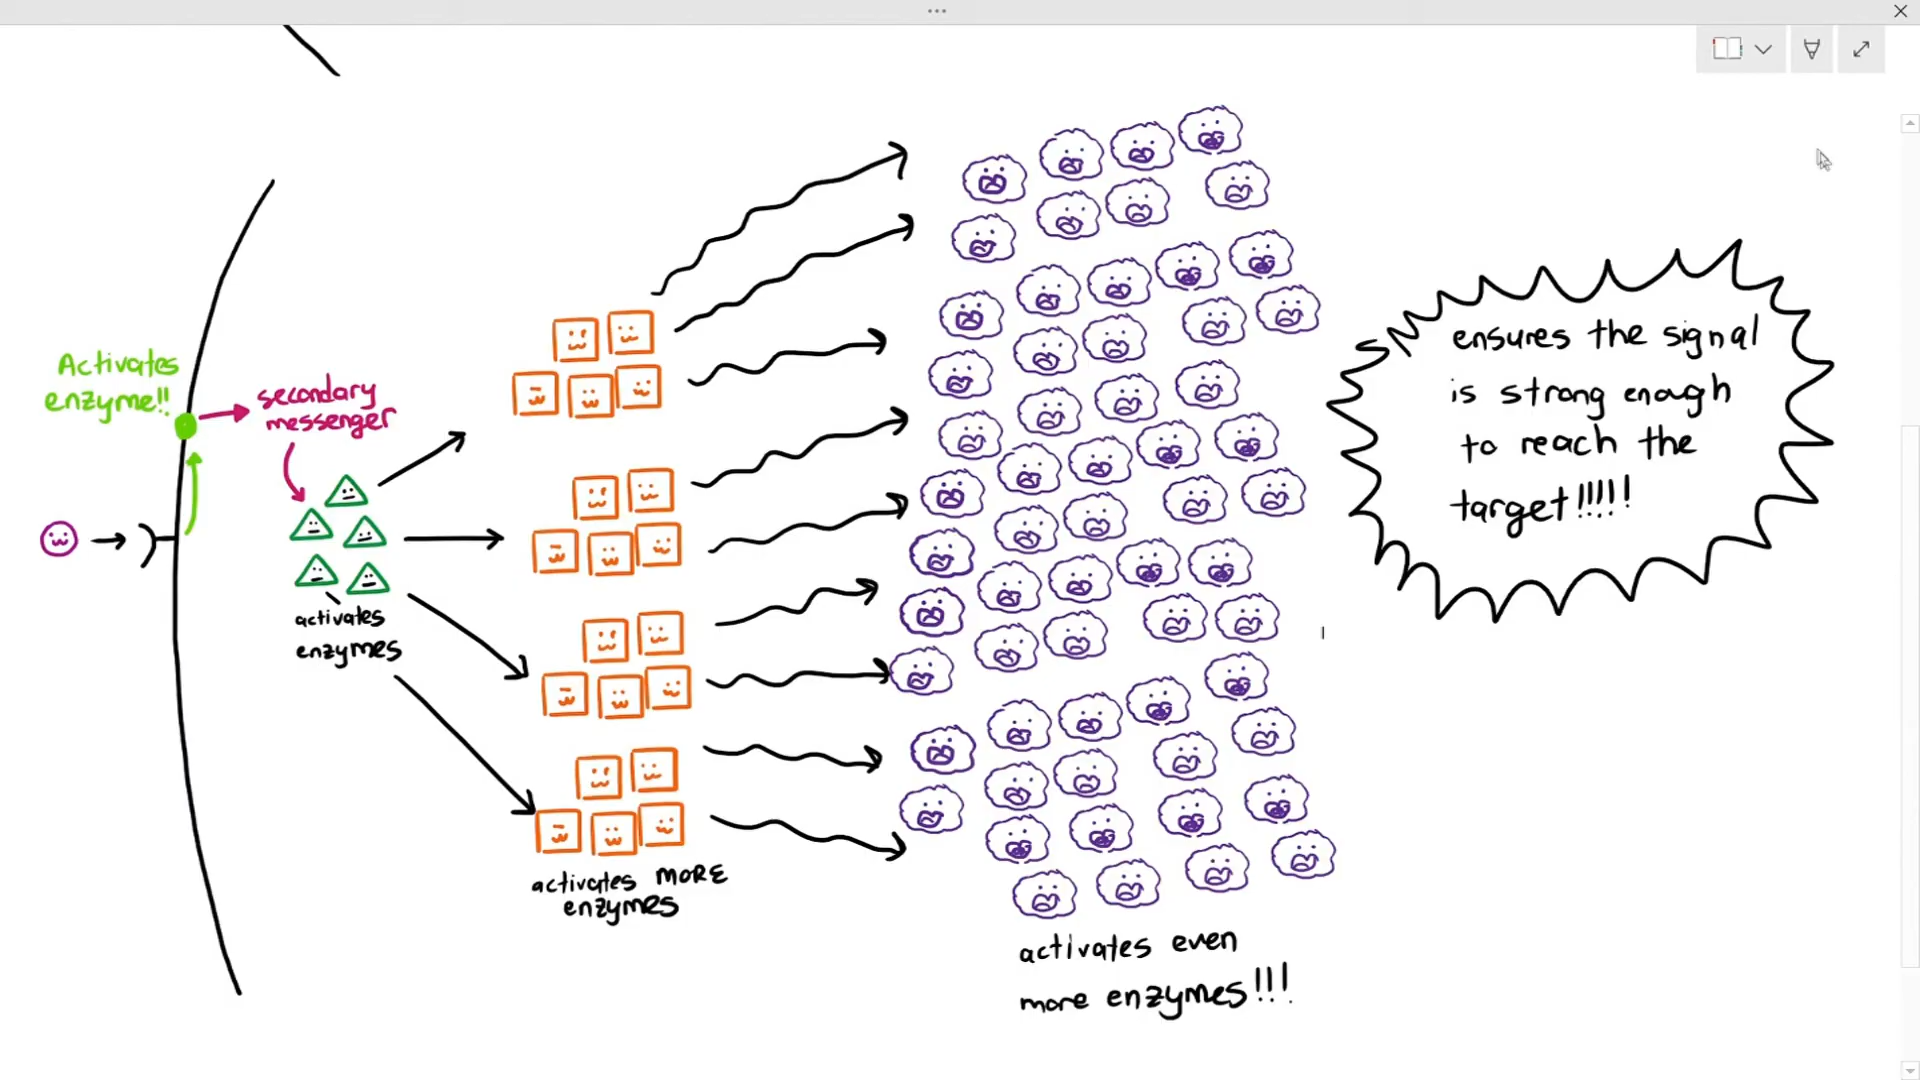 Activates
enzyme!!
secondary
messenger
activates
enzymes
activates MORE
enzymes
activates even
more enzymes!!!
ensures the signal
is strong enough
to reach the
target!!!!!